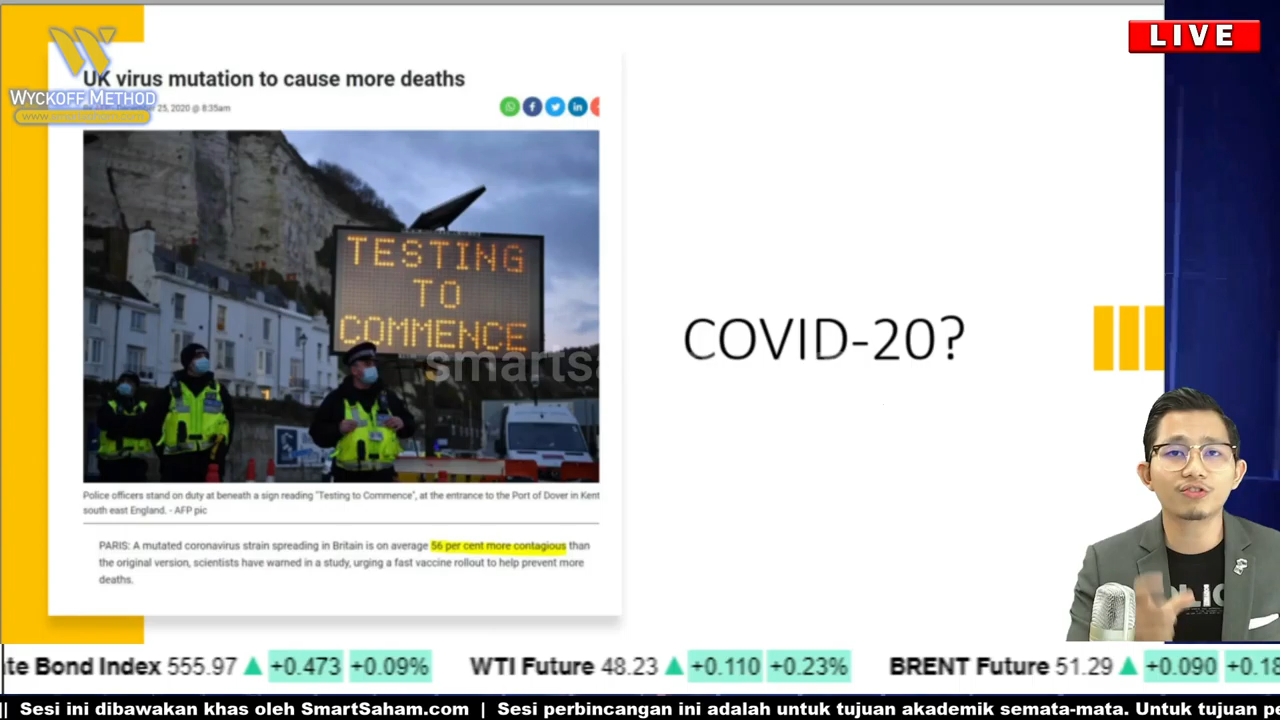 LIVE
WYCKOFF METHOD
UK virus mutation to cause more deaths
25, 2020 @ 8:35am
TESTING
TO
COMMENCE
smartsa
COVID-20?
Police officers stand on duty at beneath a sign reading "Testing to Commence", at the entrance to the Port of Dover in Kent
south east England. - AFP pic
PARIS: A mutated coronavirus strain spreading in Britain is on average 56 per cent more contagious than
the original version, scientists have warned in a study, urging a fast vaccine rollout to help prevent more
deaths.
te Bond Index 555.97 ▲ +0.473 +0.09% WTI Future 48.23 ▲ +0.110 +0.23% BRENT Future 51.29 ▲ +0.090 +0.18
|| Sesi ini dibawakan khas oleh SmartSaham.com | Sesi perbincangan ini adalah untuk tujuan akademik semata-mata. Untuk tujuan pe